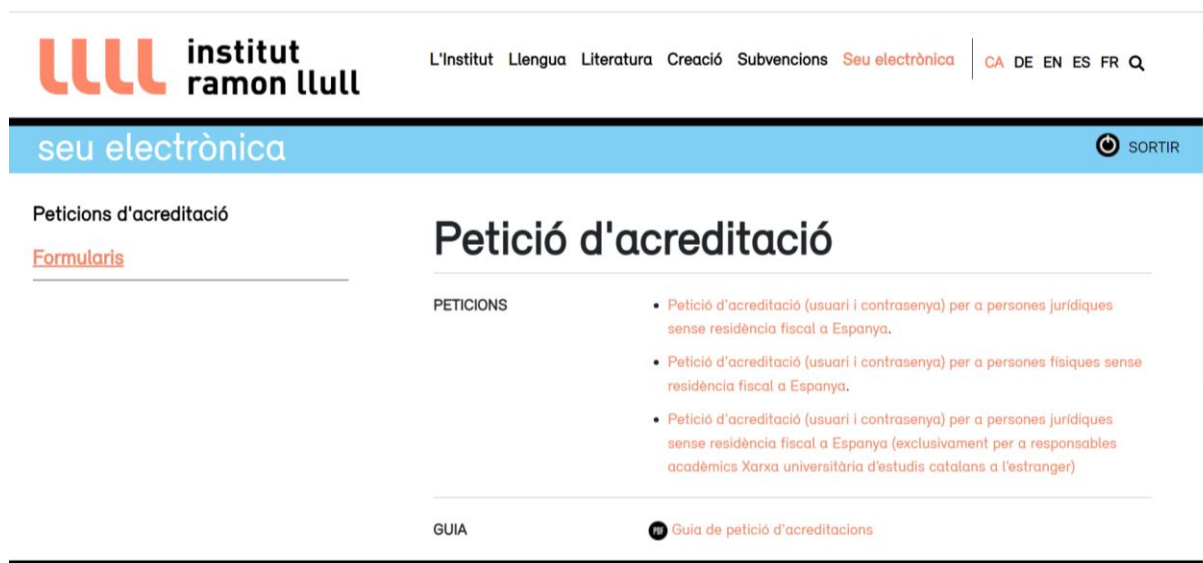 institut
ramon llull
L'Institut Llengua Literatura Creació Subvencions Seu electrònica CA DE EN ES FR
seu electrònica
SORTIR
Peticions d'acreditació
Formularis
Petició d'acreditació
PETICIONS
• Petició d'acreditació (usuari i contrasenya) per a persones jurídiques
sense residència fiscal a Espanya.
• Petició d'acreditació (usuari i contrasenya) per a persones físiques sense
residència fiscal a Espanya.
• Petició d'acreditació (usuari i contrasenya) per a persones jurídiques
sense residència fiscal a Espanya (exclusivament per a responsables
acadèmics Xarxa universitària d'estudis catalans a l'estranger)
GUIA
PDF Guia de petició d'acreditacions